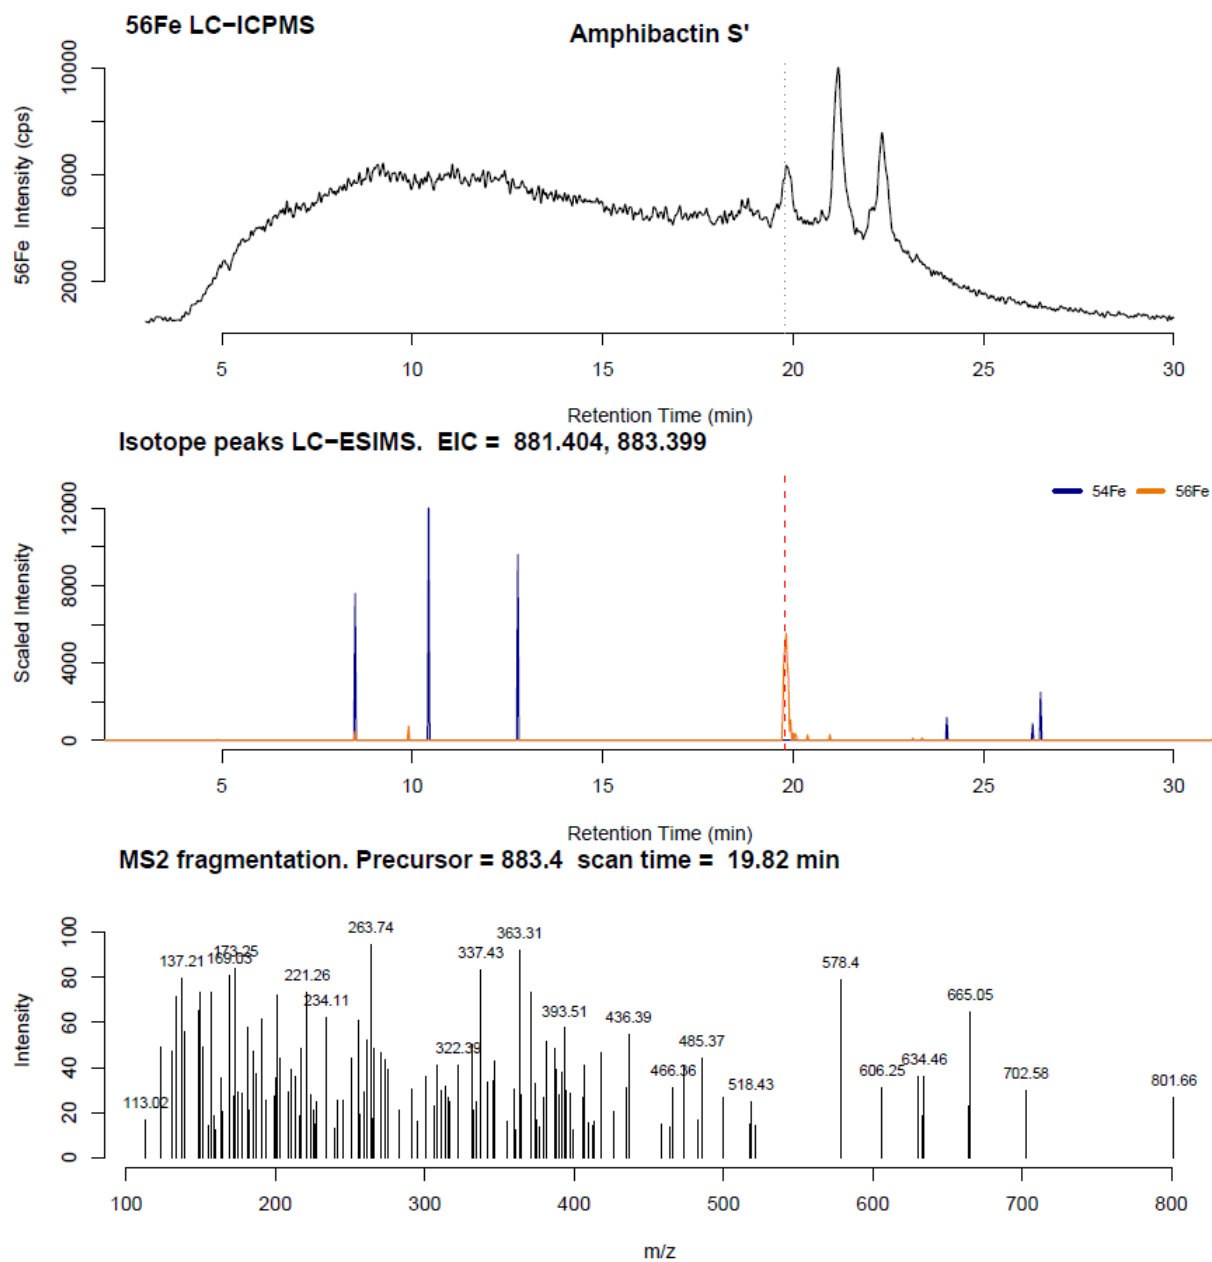 56Fe LC−ICPMS
Amphibactin S'
56Fe Intensity (cps)
10000
6000
2000
5 10 15 20 25 30
Retention Time (min)
Isotope peaks LC−ESIMS. EIC = 881.404, 883.399
54Fe 56Fe
Scaled Intensity
12000
8000
4000
0
5 10 15 20 25 30
Retention Time (min)
MS2 fragmentation. Precursor = 883.4 scan time = 19.82 min
Intensity
100
80
60
40
20
0
113.02 137.21 169.03 173.25 221.26 234.11 263.74 322.39 337.43 363.31 393.51 436.39 466.36 485.37 518.43 578.4 606.25 634.46 665.05 702.58 801.66
100 200 300 400 500 600 700 800
m/z